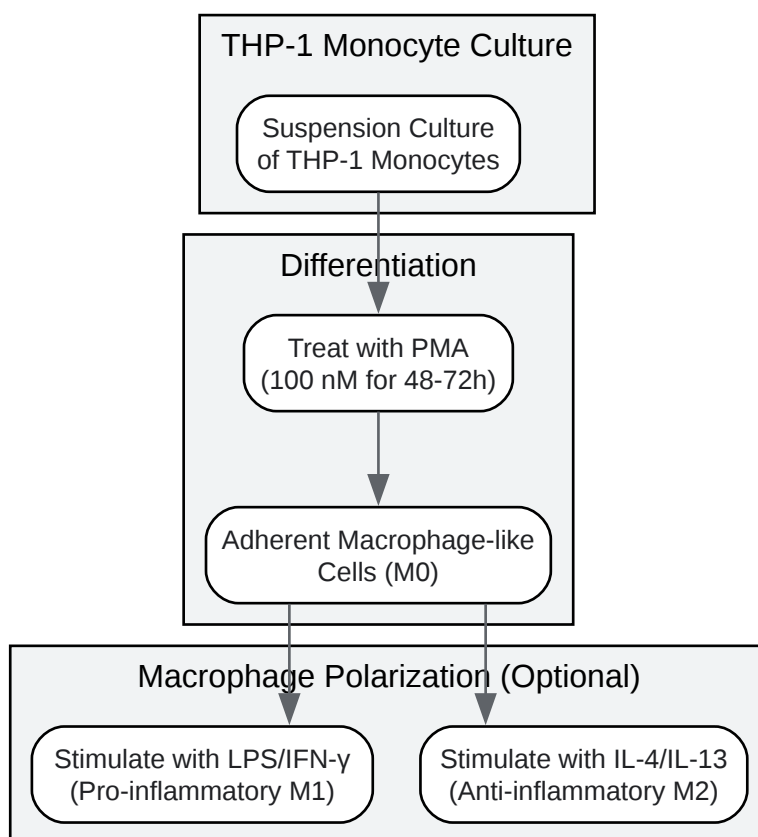 THP-1 Monocyte Culture
Suspension Culture
of THP-1 Monocytes
Differentiation
Treat with PMA
(100 nM for 48-72h)
Adherent Macrophage-like
Cells (M0)
Macrophage Polarization (Optional)
Stimulate with LPS/IFN-γ
(Pro-inflammatory M1)
Stimulate with IL-4/IL-13
(Anti-inflammatory M2)